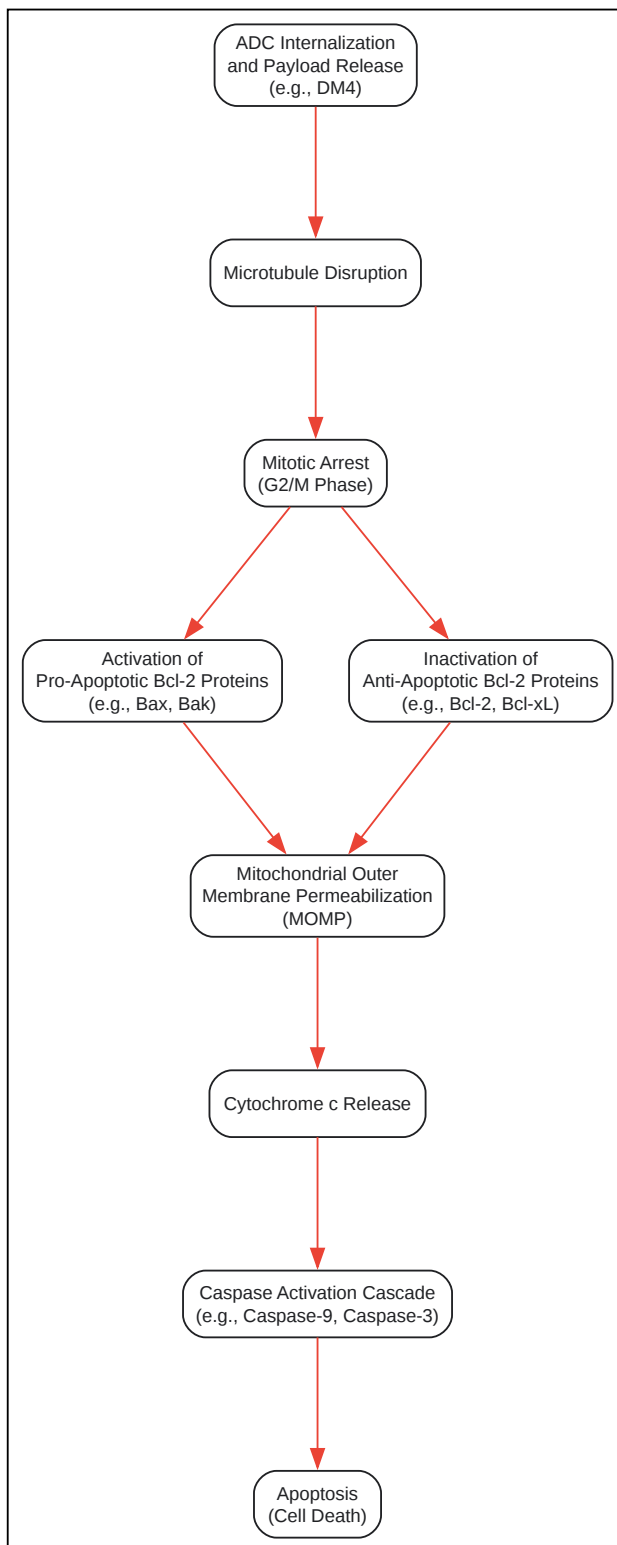 ADC Internalization
and Payload Release
(e.g., DM4)
Microtubule Disruption
Mitotic Arrest
(G2/M Phase)
Activation of
Pro-Apoptotic Bcl-2 Proteins
(e.g., Bax, Bak)
Inactivation of
Anti-Apoptotic Bcl-2 Proteins
(e.g., Bcl-2, Bcl-xL)
Mitochondrial Outer
Membrane Permeabilization
(MOMP)
Cytochrome c Release
Caspase Activation Cascade
(e.g., Caspase-9, Caspase-3)
Apoptosis
(Cell Death)